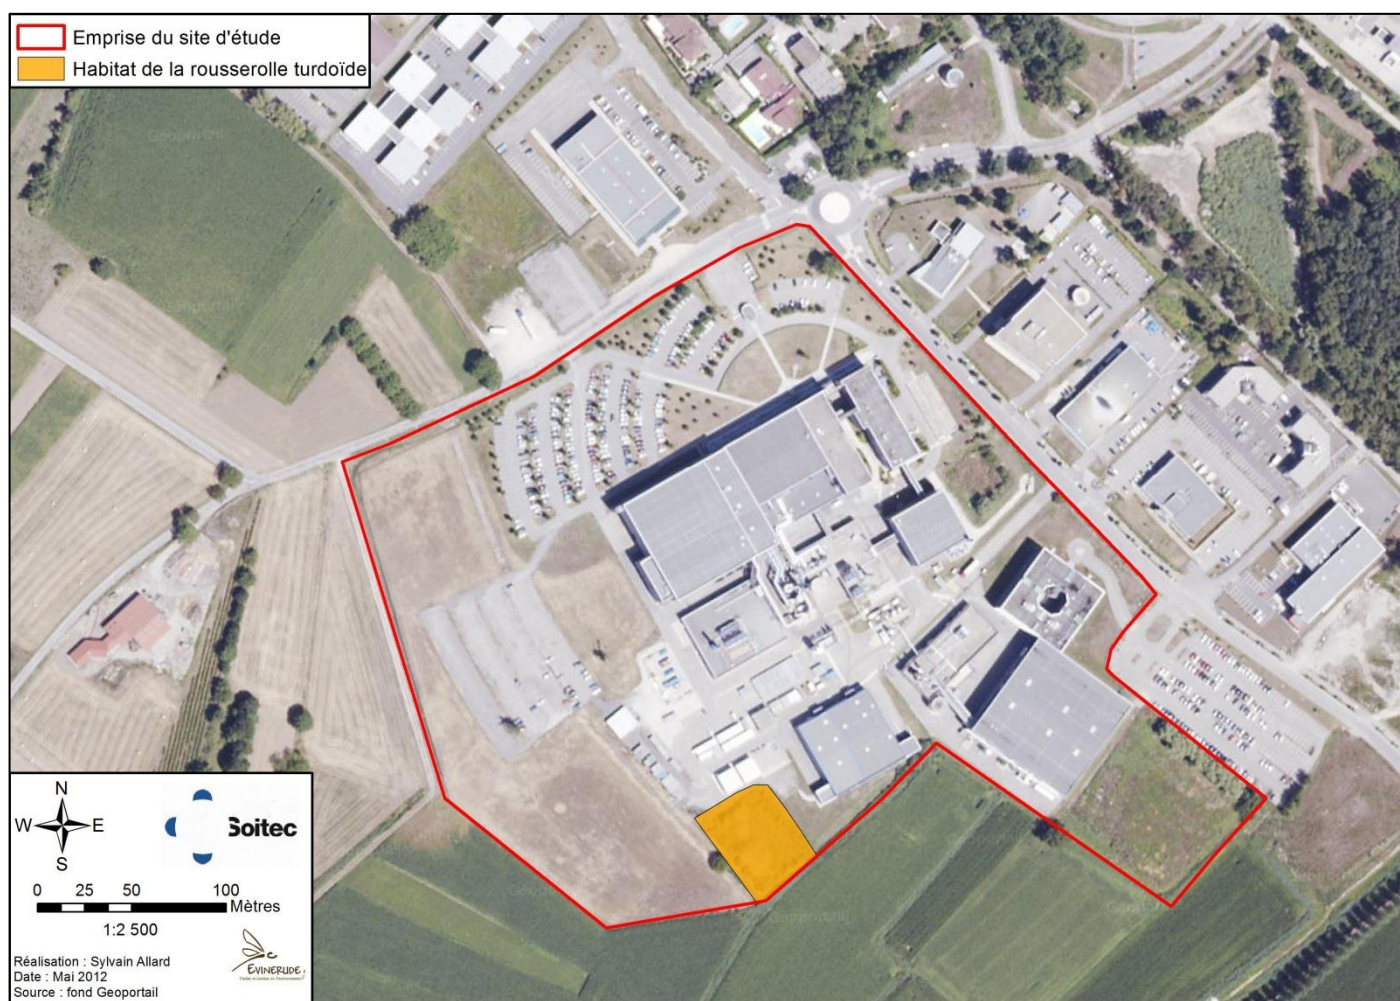 Emprise du site d'étude
Habitat de la rousserolle turdoïde
N
W E
S
Soitec
0 25 50 100
Mètres
1:2 500
Réalisation : Sylvain Allard
Date : Mai 2012
Source : fond Geoportail
EVINERUDE
Geoportail